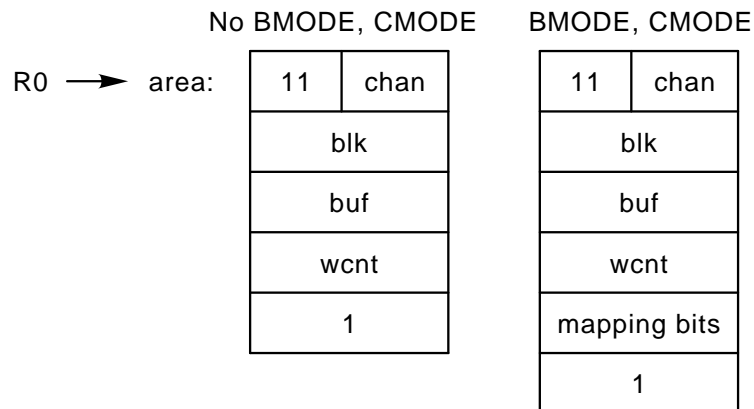 No BMODE, CMODE BMODE, CMODE
R0 area: 11 chan 11 chan
blk blk
buf buf
wcnt wcnt
1 mapping bits
1